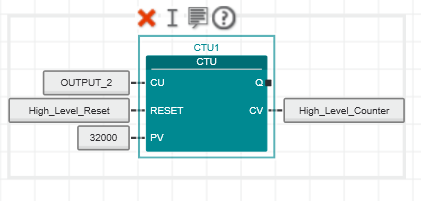 CTU1
CTU
OUTPUT_2
CU
Q
High_Level_Reset
RESET
CV
High_Level_Counter
32000
PV